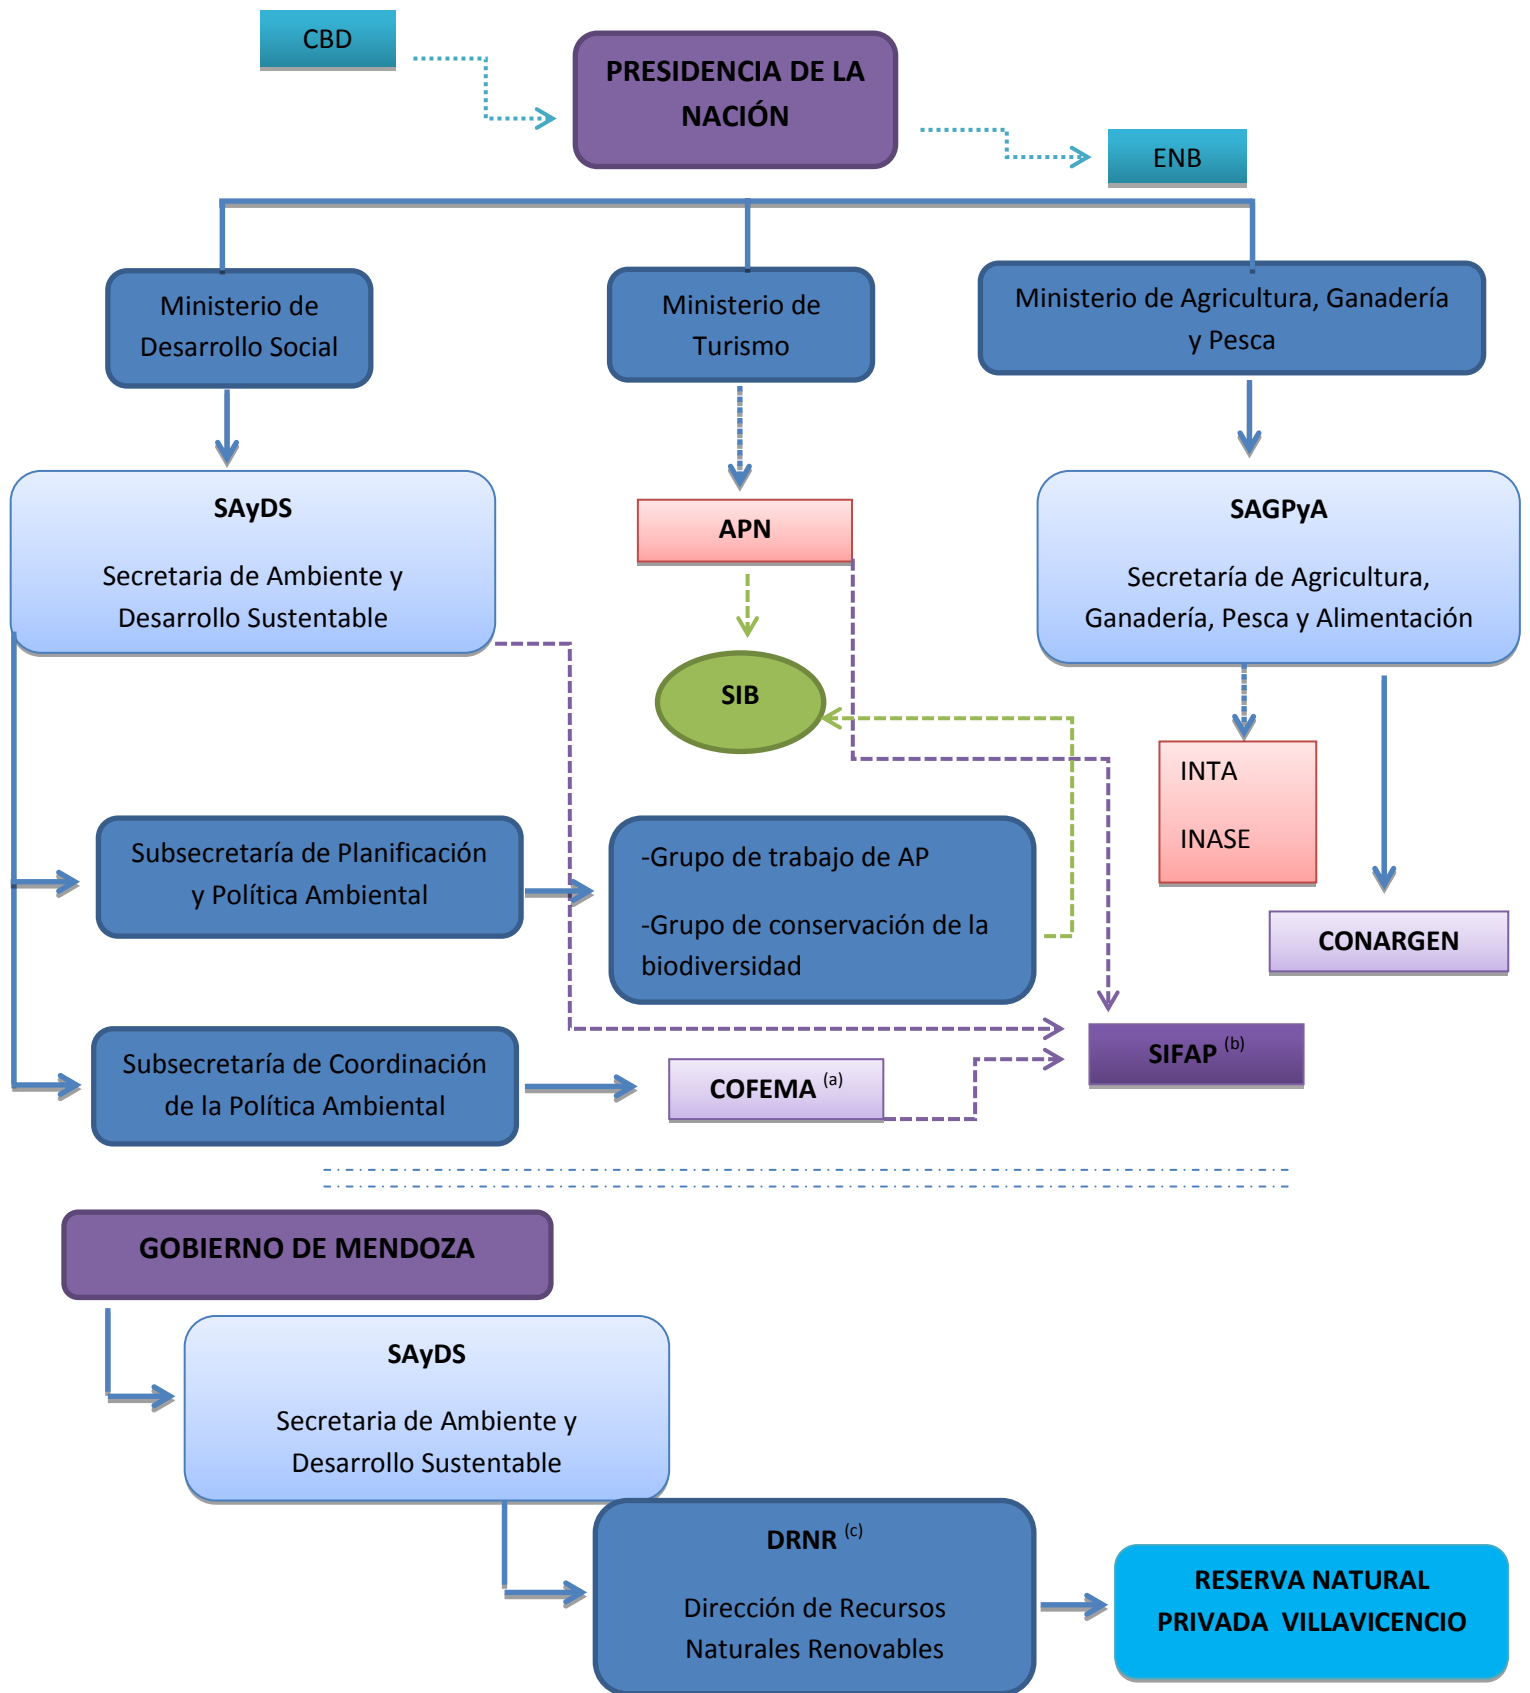 CBD
PRESIDENCIA DE LA
NACIÓN
ENB
Ministerio de
Desarrollo Social
Ministerio de
Turismo
Ministerio de Agricultura, Ganadería
y Pesca
SAyDS
Secretaria de Ambiente y
Desarrollo Sustentable
APN
SAGPyA
Secretaría de Agricultura,
Ganadería, Pesca y Alimentación
SIB
INTA
INASE
Subsecretaría de Planificación
y Política Ambiental
-Grupo de trabajo de AP
-Grupo de conservación de la
biodiversidad
CONARGEN
Subsecretaría de Coordinación
de la Política Ambiental
COFEMA (a)
SIFAP (b)
GOBIERNO DE MENDOZA
SAyDS
Secretaria de Ambiente y
Desarrollo Sustentable
DRNR (c)
Dirección de Recursos
Naturales Renovables
RESERVA NATURAL
PRIVADA VILLAVICENCIO